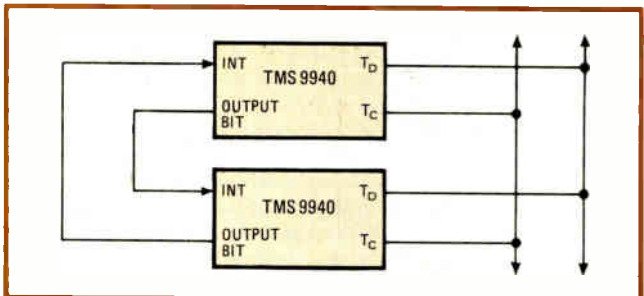 INT
TMS 9940
TD
OUTPUT
BIT
TC
INT
TMS 9940
TD
OUTPUT
BIT
TC